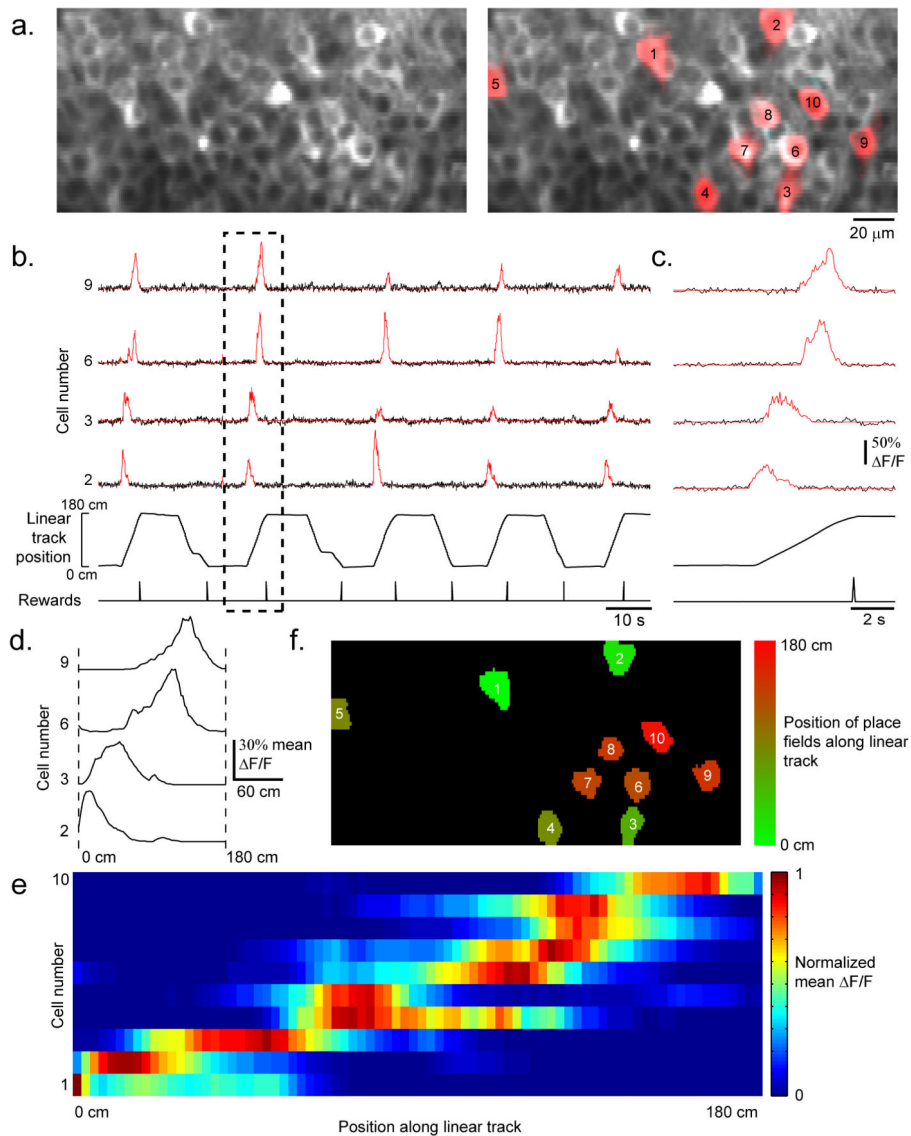 a.
1
2
5
10
8
7
6
9
4
3
20 μm
b.
c.
9
6
3
2
Cell number
50%
ΔF/F
180 cm
Linear
track
position
0 cm
Rewards
10 s
2 s
d.
f.
9
6
3
2
Cell number
30% mean
ΔF/F
60 cm
0 cm
180 cm
2
1
5
10
8
7
6
9
4
3
180 cm
Position of place
fields along linear
track
0 cm
e
10
Cell number
1
1
Normalized
mean ΔF/F
0
0 cm
180 cm
Position along linear track